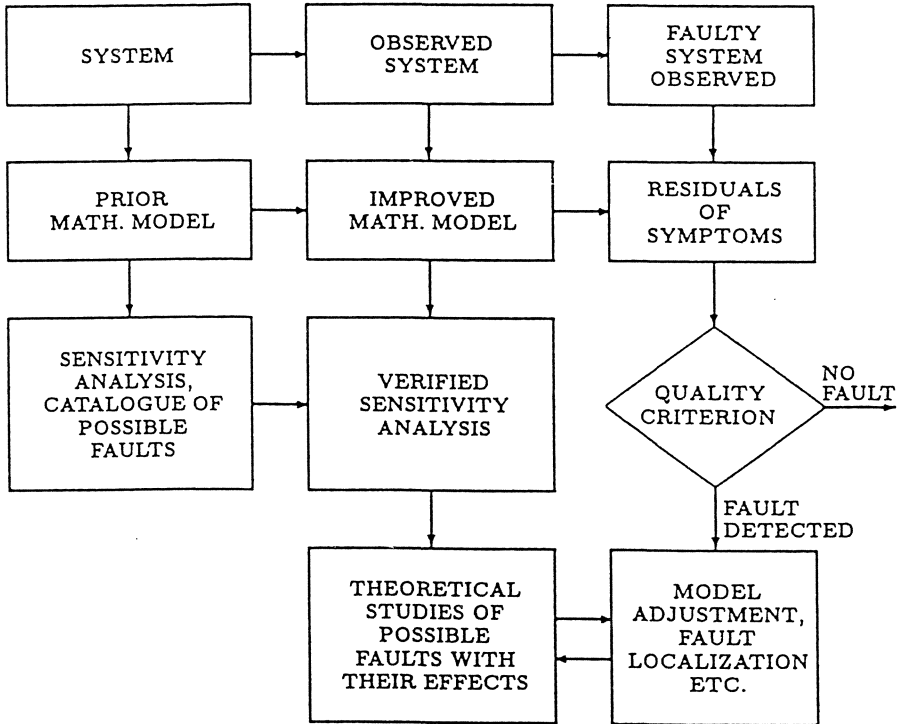 SYSTEM
OBSERVED
SYSTEM
FAULTY
SYSTEM
OBSERVED
PRIOR
MATH. MODEL
IMPROVED
MATH. MODEL
RESIDUALS
OF
SYMPTOMS
SENSITIVITY
ANALYSIS,
CATALOGUE OF
POSSIBLE
FAULTS
VERIFIED
SENSITIVITY
ANALYSIS
QUALITY
CRITERION
NO
FAULT
FAULT
DETECTED
THEORETICAL
STUDIES OF
POSSIBLE
FAULTS WITH
THEIR EFFECTS
MODEL
ADJUSTMENT,
FAULT
LOCALIZATION
ETC.